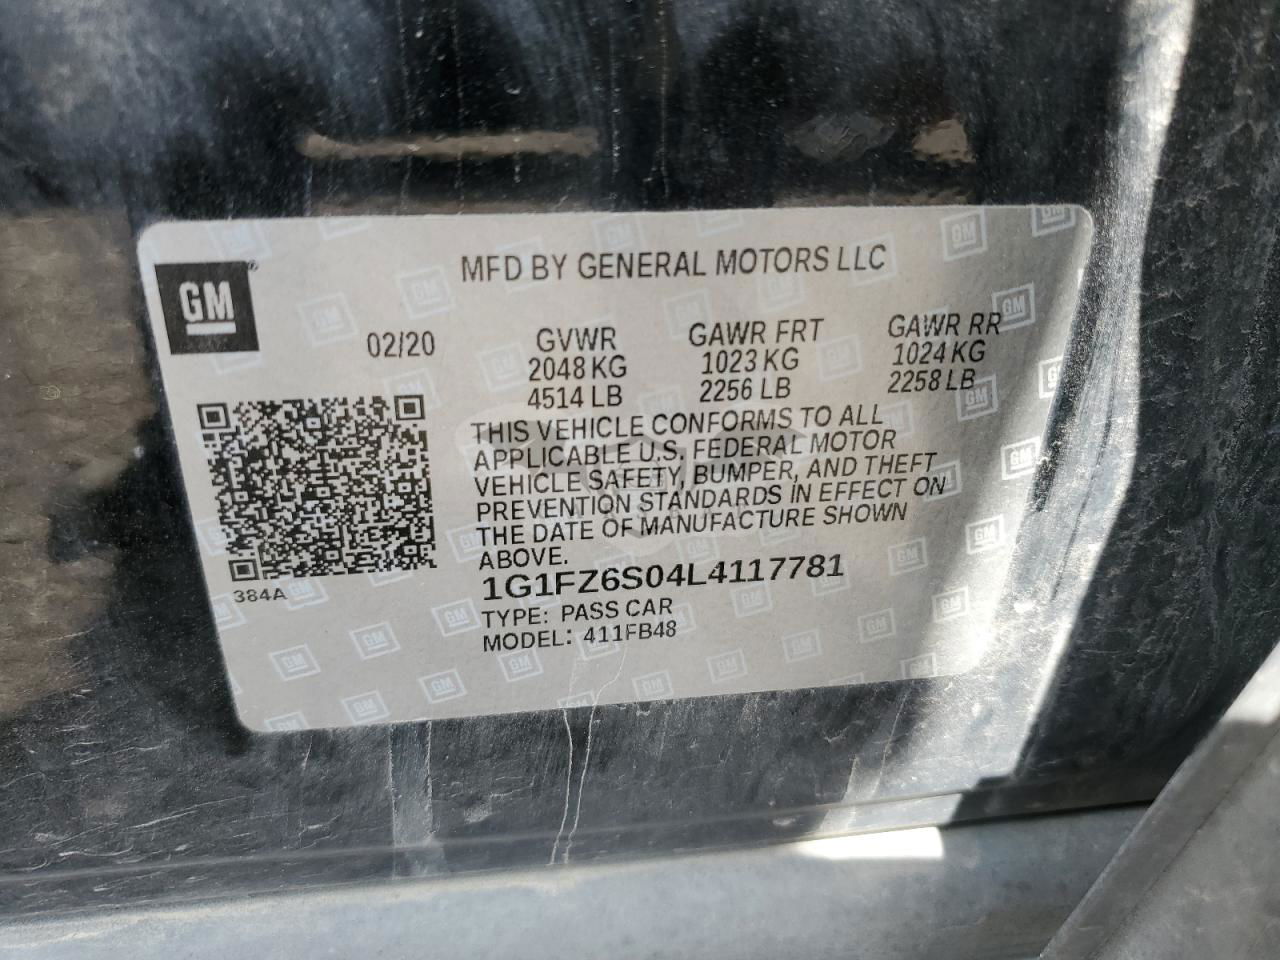 MFD BY GENERAL MOTORS LLC
GM
02/20
GVWR
2048 KG
4514 LB
GAWR FRT
1023 KG
2256 LB
GAWR RR
1024 KG
2258 LB
THIS VEHICLE CONFORMS TO ALL
APPLICABLE U.S. FEDERAL MOTOR
VEHICLE SAFETY, BUMPER, AND THEFT
PREVENTION STANDARDS IN EFFECT ON
THE DATE OF MANUFACTURE SHOWN
ABOVE.
384A
1G1FZ6S04L4117781
TYPE: PASS CAR
MODEL: 411FB48